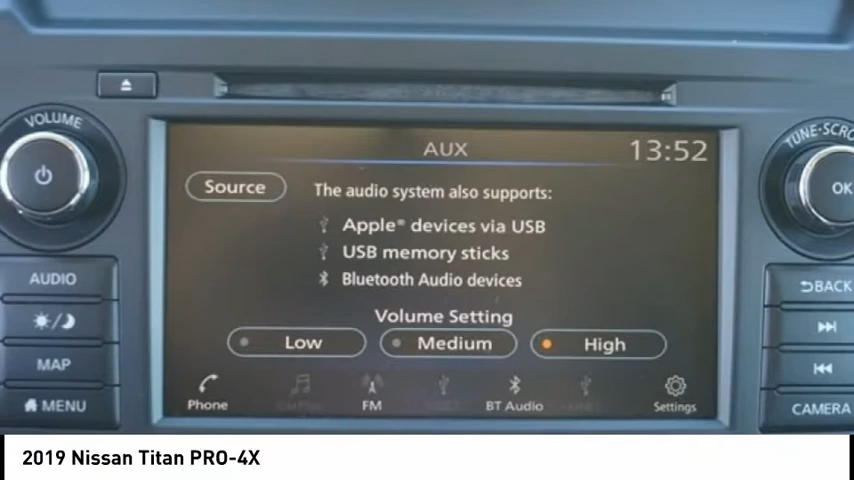 VOLUME
TUNE·SCRO
AUX
13:52
Source
The audio system also supports:
Apple® devices via USB
USB memory sticks
Bluetooth Audio devices
OK
AUDIO
BACK
Volume Setting
Low
Medium
High
MAP
MENU
Phone
FM
BT Audio
Settings
CAMERA
2019 Nissan Titan PRO-4X